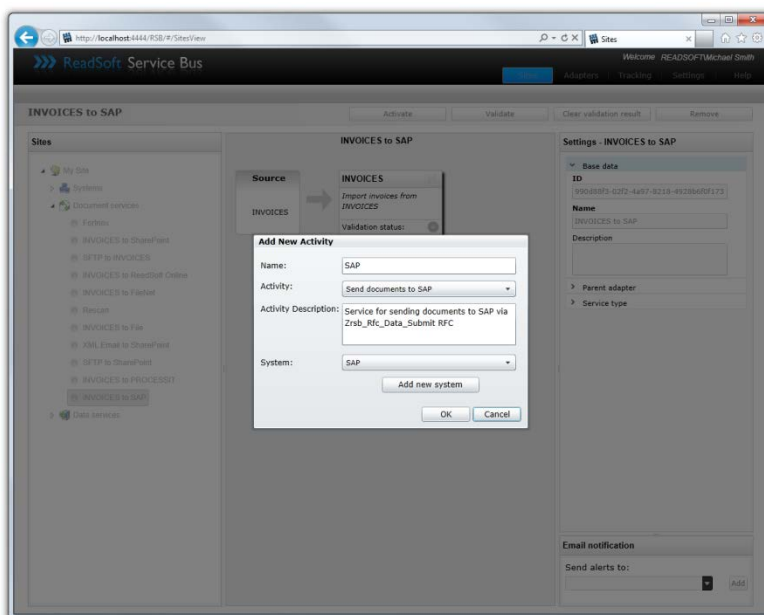 http://localhost:4444/RSB/#/SitesView
Sites
ReadSoft Service Bus
Welcome READSOFT\Michael Smith
Sites
Adapters
Tracking
Settings
Help
INVOICES to SAP
Activate
Validate
Clear validation result
Remove
Sites
My Site
Systems
Document services
INVOICES to SharePoint
SFTP to INVOICES
INVOICES to ReadSoft Online
INVOICES to FileNet
Rescan
INVOICES to File
XML Email to SharePoint
SFTP to SharePoint
INVOICES to PROCESSIT
INVOICES to SAP
Data services
INVOICES to SAP
Source
INVOICES
INVOICES
Import invoices from
INVOICES
Validation status:
Add New Activity
Name:
SAP
Activity:
Send documents to SAP
Activity Description:
Service for sending documents to SAP via
Zrsb_Rfc_Data_Submit RFC
System:
SAP
Add new system
OK
Cancel
Settings - INVOICES to SAP
Base data
ID
Name
INVOICES to SAP
Description
Parent adapter
Service type
Email notification
Send alerts to:
Add